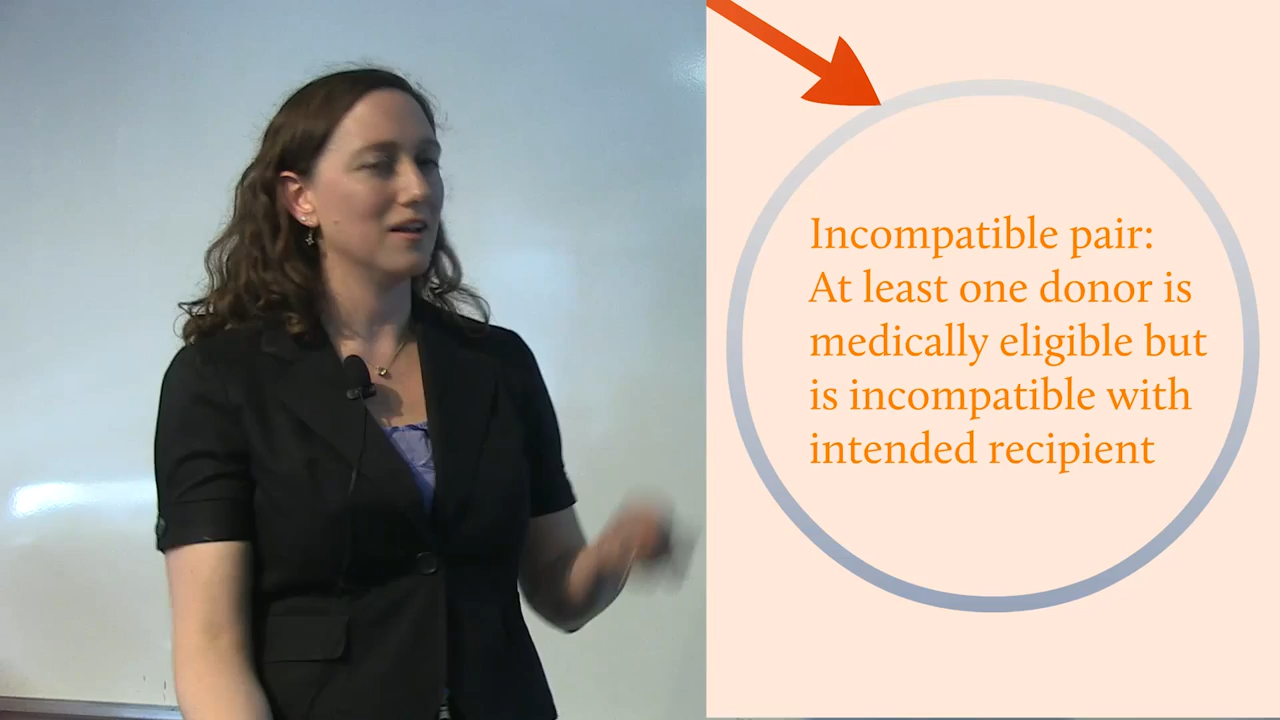 Incompatible pair:
At least one donor is
medically eligible but
is incompatible with
intended recipient